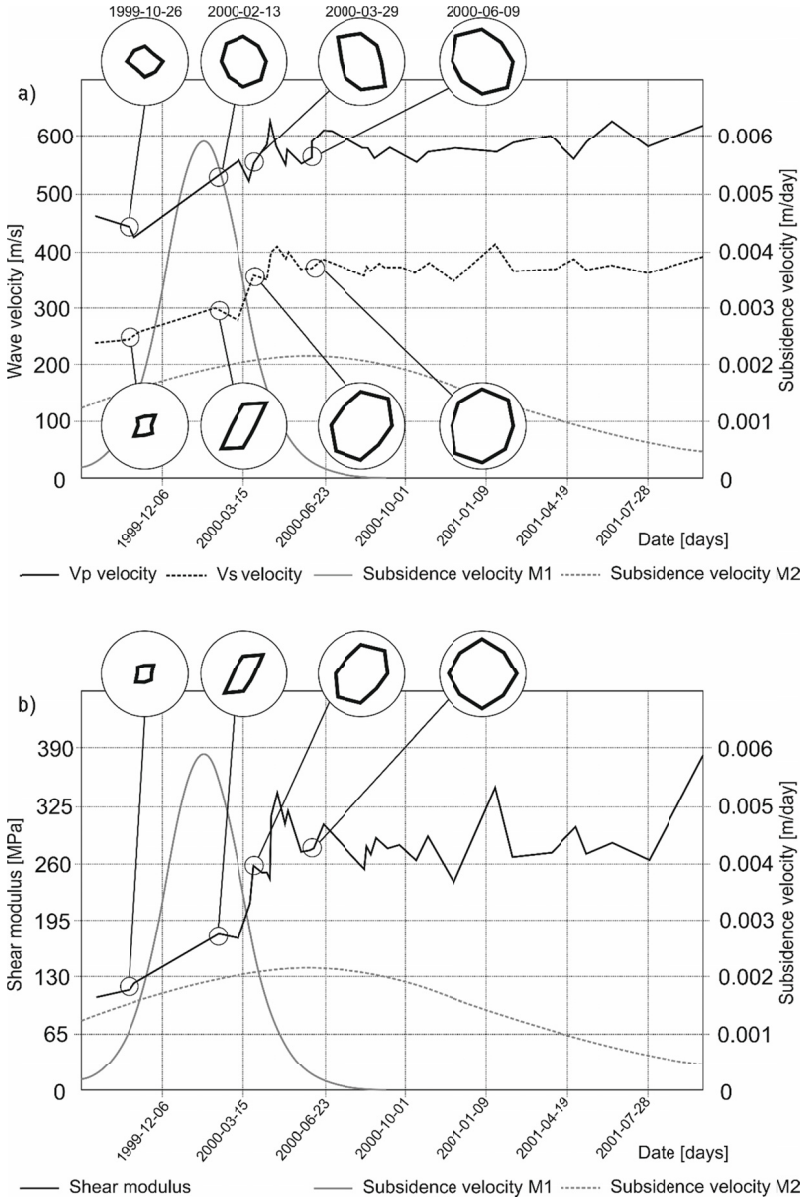 1999-10-26 2000-02-13 2000-03-29 2000-06-09
a)
600 0.006
500 0.005
400 0.004
300 0.003
200 0.002
100 0.001
0 0
Wave velocity [m/s]
Subsidence velocity [m/day]
1999-12-06 2000-03-15 2000-06-23 2000-10-01 2001-01-09 2001-04-19 2001-07-28
Date [days]
Vp velocity Vs velocity Subsidence velocity M1 Subsidence velocity M2
b)
390 0.006
325 0.005
260 0.004
195 0.003
130 0.002
65 0.001
0 0
Shear modulus [MPa]
Subsidence velocity [m/day]
1999-12-06 2000-03-15 2000-06-23 2000-10-01 2001-01-09 2001-04-19 2001-07-28
Date [days]
Shear modulus Subsidence velocity M1 Subsidence velocity M2